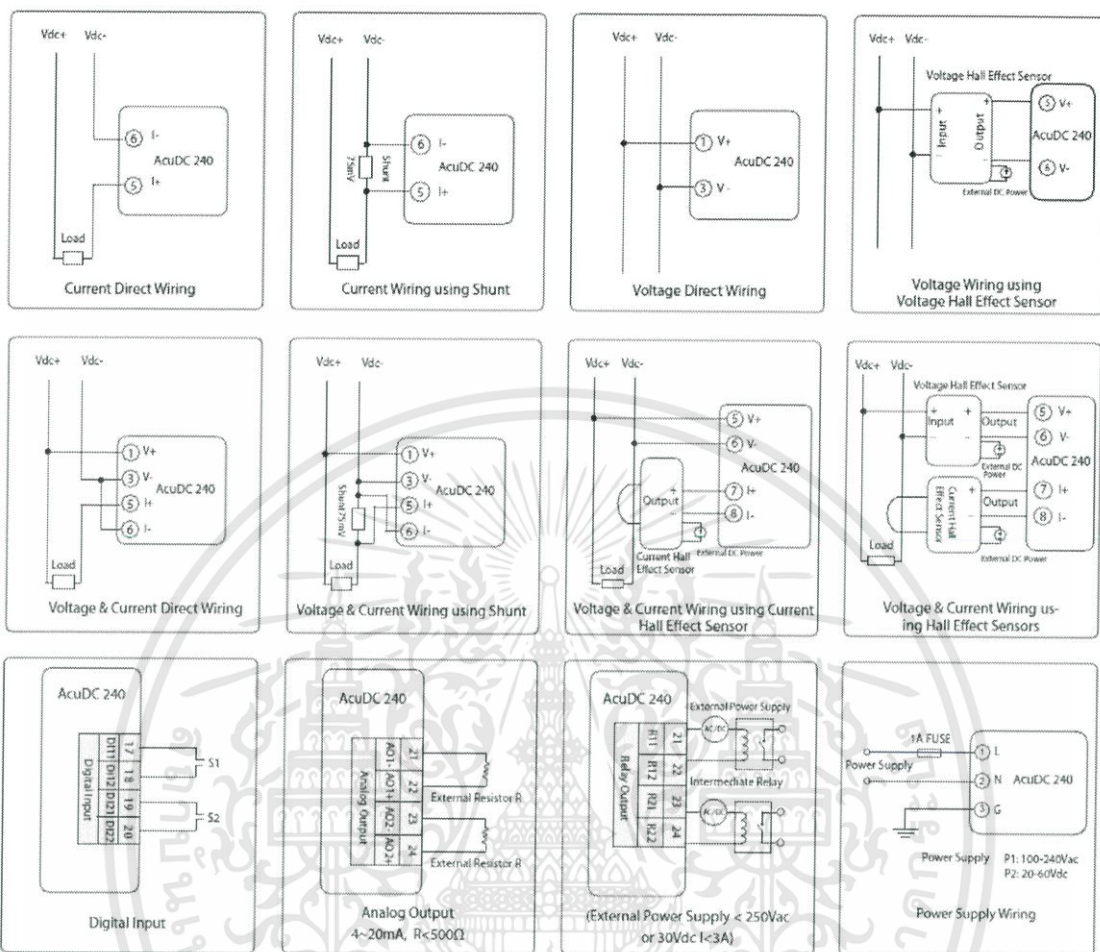 Vdc+ Vdc-
6 I-
AcuDC 240
5 I+
Load
Current Direct Wiring
Vdc+ Vdc-
6 I-
Shunt
75mV
AcuDC 240
5 I+
Load
Current Wiring using Shunt
Vdc+ Vdc-
1 V+
AcuDC 240
3 V-
Voltage Direct Wiring
Vdc+ Vdc-
Voltage Hall Effect Sensor
+ +
Input
Output
- -
5 V+
AcuDC 240
6 V-
External DC Power
Voltage Wiring using
Voltage Hall Effect Sensor
Vdc+ Vdc-
1 V+
3 V-
AcuDC 240
5 I+
6 I-
Load
Voltage & Current Direct Wiring
Vdc+ Vdc-
1 V+
3 V-
AcuDC 240
5 I+
6 I-
Shunt75mV
Load
Voltage & Current Wiring using Shunt
Vdc+ Vdc-
5 V+
6 V-
AcuDC 240
+
Output
-
7 I+
8 I-
External DC Power
Current Hall
Effect Sensor
Load
Voltage & Current Wiring using Current
Hall Effect Sensor
Vdc+ Vdc-
Voltage Hall Effect Sensor
+ +
Input
- -
Output
5 V+
6 V-
External DC
Power
AcuDC 240
Current Hall
Effect Sensor
+
-
Output
7 I+
8 I-
External DC Power
Load
Voltage & Current Wiring us-
ing Hall Effect Sensors
AcuDC 240
Digital Input
DI11 17
DI12 18
DI21 19
DI22 20
S1
S2
Digital Input
AcuDC 240
Analog Output
AO1- 21
AO1+ 22
AO2- 23
AO2+ 24
External Resistor R
External Resistor R
Analog Output
4~20mA, R<500Ω
AcuDC 240
Relay Output
R11 21
R12 22
R21 23
R22 24
External Power Supply
AC/DC
Intermediate Relay
AC/DC
(External Power Supply < 250Vac
or 30Vdc I<3A)
1A FUSE
Power Supply
1 L
2 N
3 G
AcuDC 240
Power Supply P1: 100-240Vac
P2: 20-60Vdc
Power Supply Wiring